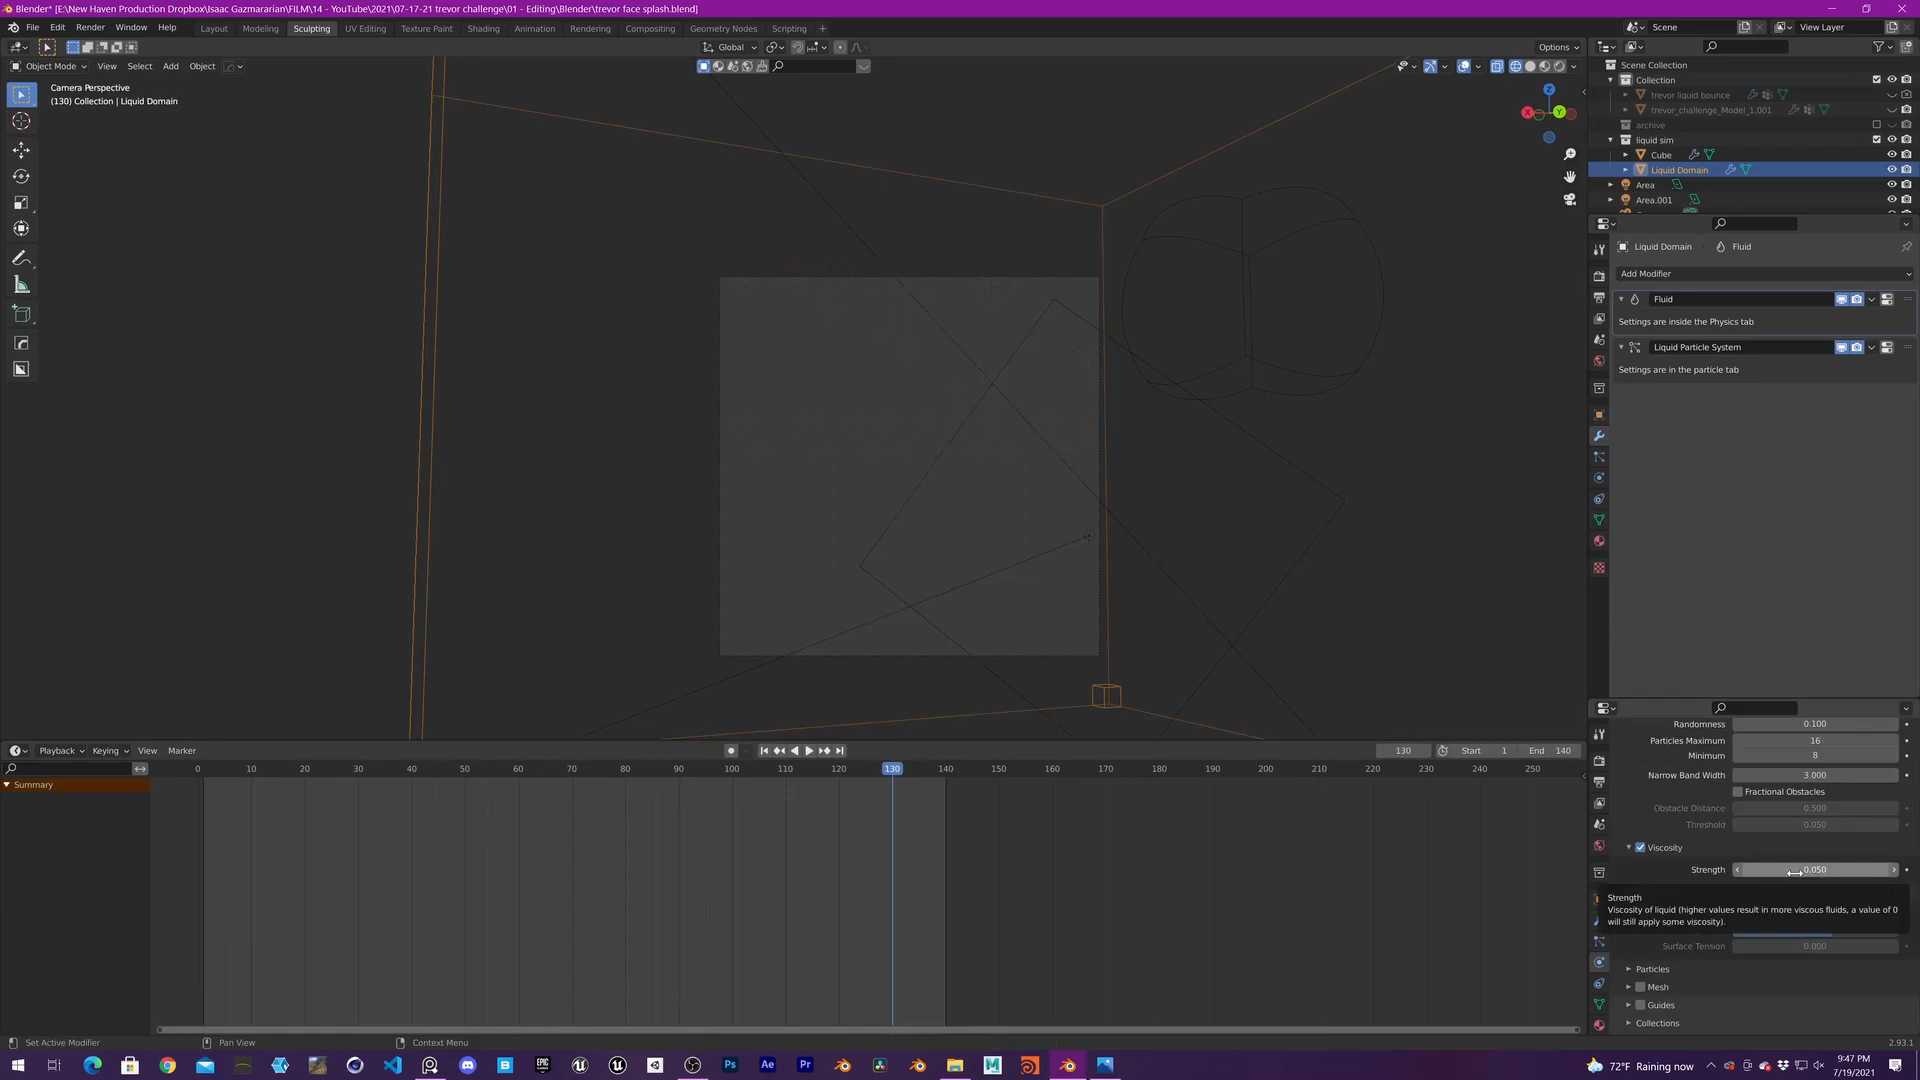 Blender* [E:\New Haven Production Dropbox\Isaac Gazmararian\FILM\14 - YouTube\2021\07-17-21 trevor challenge\01 - Editing\Blender\trevor face splash.blend]
File Edit Render Window Help Layout Modeling Sculpting UV Editing Texture Paint Shading Animation Rendering Compositing Geometry Nodes Scripting + Scene View Layer
Global Options
Object Mode View Select Add Object
Camera Perspective
(130) Collection | Liquid Domain
Z
X
Y
Scene Collection
Collection
trevor liquid bounce
trevor_challenge_Model_1.001
archive
liquid sim
Cube
Liquid Domain
Area
Area.001
Liquid Domain Fluid
Add Modifier
Fluid
Settings are inside the Physics tab
Liquid Particle System
Settings are in the particle tab
Randomness 0.100
Particles Maximum 16
Minimum 8
Narrow Band Width 3.000
Fractional Obstacles
Obstacle Distance 0.500
Threshold 0.050
Viscosity
Strength 0.050
Strength
Viscosity of liquid (higher values result in more viscous fluids, a value of 0
will still apply some viscosity).
Surface Tension 0.000
Particles
Mesh
Guides
Collections
Playback Keying View Marker 130 Start 1 End 140
0 10 20 30 40 50 60 70 80 90 100 110 120 130 140 150 160 170 180 190 200 210 220 230 240 250
Summary
Set Active Modifier Pan View Context Menu 2.93.1
Ps Ae Pr 72°F Raining now 9:47 PM
7/19/2021